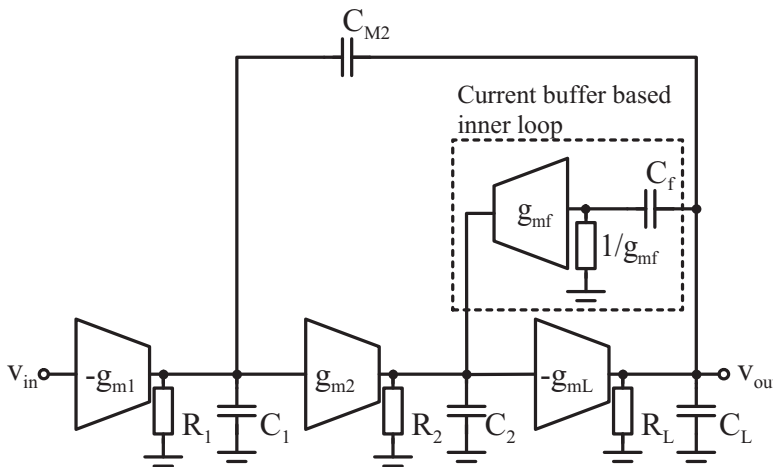 C_M2
Current buffer based
inner loop
C_f
g_mf
1/g_mf
V_in
-g_m1
R_1
C_1
g_m2
R_2
C_2
-g_mL
R_L
C_L
V_out